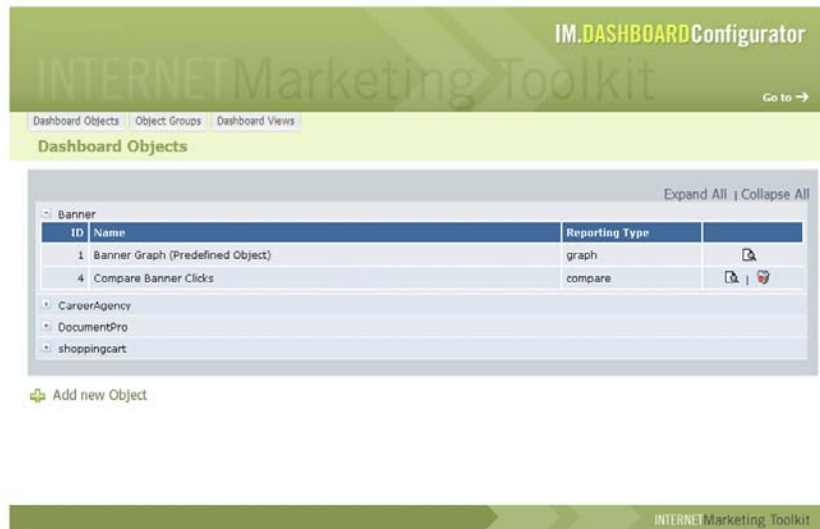 IM.DASHBOARDConfigurator
INTERNETMarketing Toolkit
Go to →
Dashboard Objects Object Groups Dashboard Views
Dashboard Objects
Expand All | Collapse All
Banner
ID Name Reporting Type
1 Banner Graph (Predefined Object) graph
4 Compare Banner Clicks compare |
CareerAgency
DocumentPro
shoppingcart
Add new Object
INTERNETMarketing Toolkit